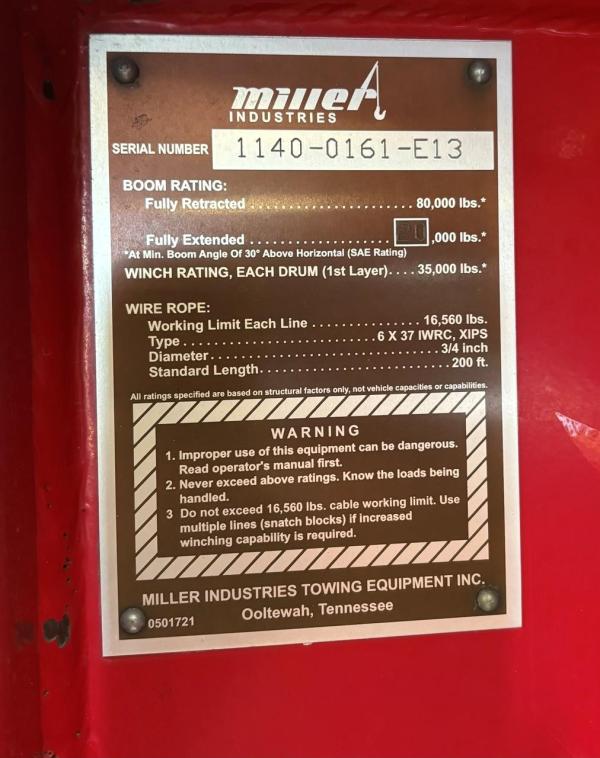 miller
INDUSTRIES
SERIAL NUMBER 1140-0161-E13
BOOM RATING:
Fully Retracted ........................ 80,000 lbs.*
Fully Extended ..................... ,000 lbs.*
*At Min. Boom Angle Of 30° Above Horizontal (SAE Rating)
WINCH RATING, EACH DRUM (1st Layer).... 35,000 lbs.*
WIRE ROPE:
Working Limit Each Line ................ 16,560 lbs.
Type ............................ 6 X 37 IWRC, XIPS
Diameter................................. 3/4 inch
Standard Length............................ 200 ft.
All ratings specified are based on structural factors only, not vehicle capacities or capabilities.
WARNING
1. Improper use of this equipment can be dangerous.
Read operator's manual first.
2. Never exceed above ratings. Know the loads being
handled.
3 Do not exceed 16,560 lbs. cable working limit. Use
multiple lines (snatch blocks) if increased
winching capability is required.
MILLER INDUSTRIES TOWING EQUIPMENT INC.
Ooltewah, Tennessee
0501721